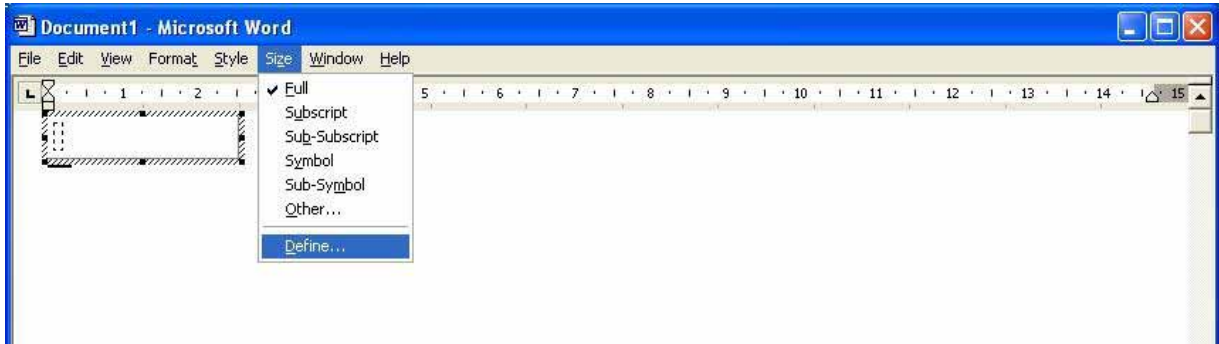 Document1 - Microsoft Word
File Edit View Format Style Size Window Help
1 2 5 6 7 8 9 10 11 12 13 14 15
Full
Subscript
Sub-Subscript
Symbol
Sub-Symbol
Other...
Define...